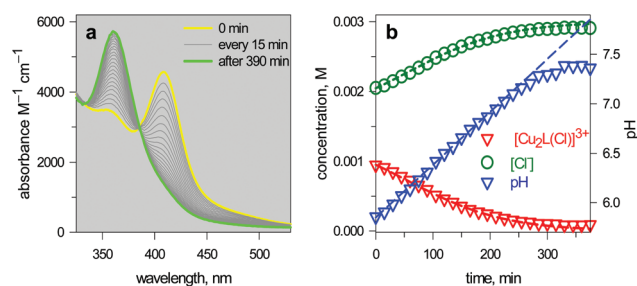 a
0 min
every 15 min
after 390 min
6000
4000
2000
0
absorbance M⁻¹ cm⁻¹
350
400
450
500
wavelength, nm
b
0.003
0.002
0.001
0.000
concentration, M
[Cu₂L(Cl)]³⁺
[Cl⁻]
pH
7.5
7.0
6.5
6.0
pH
0
100
200
300
time, min